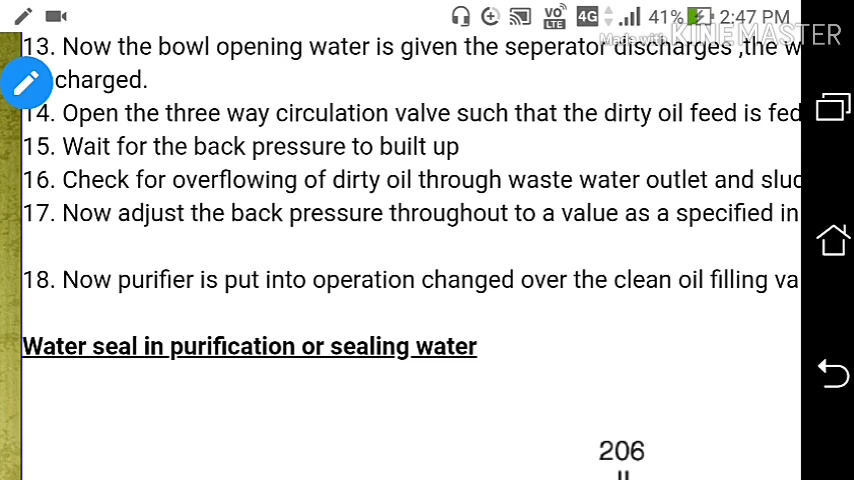 VO LTE 4G 41% 2:47 PM
Made with KINEMASTER
13. Now the bowl opening water is given the seperator discharges ,the w
charged.
14. Open the three way circulation valve such that the dirty oil feed is fed
15. Wait for the back pressure to built up
16. Check for overflowing of dirty oil through waste water outlet and slud
17. Now adjust the back pressure throughout to a value as a specified in
18. Now purifier is put into operation changed over the clean oil filling va
Water seal in purification or sealing water
206